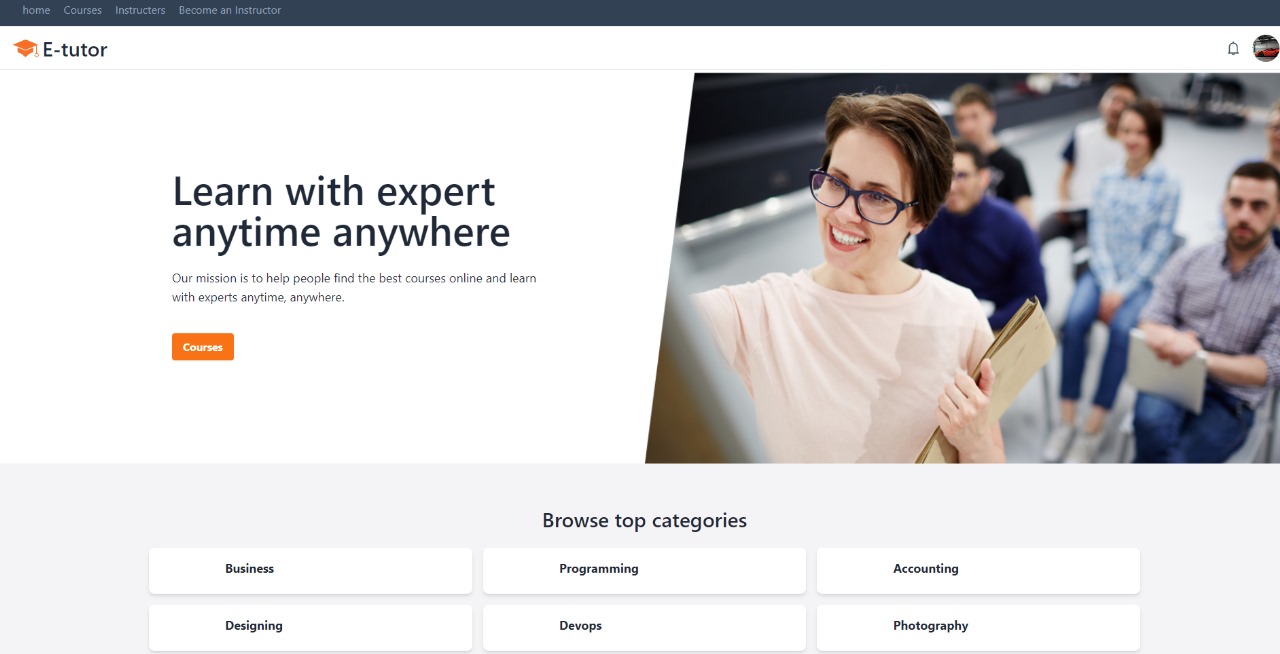 home Courses Instructers Become an Instructor
E-tutor
Learn with expert
anytime anywhere
Our mission is to help people find the best courses online and learn
with experts anytime, anywhere.
Courses
Browse top categories
Business Programming Accounting
Designing Devops Photography